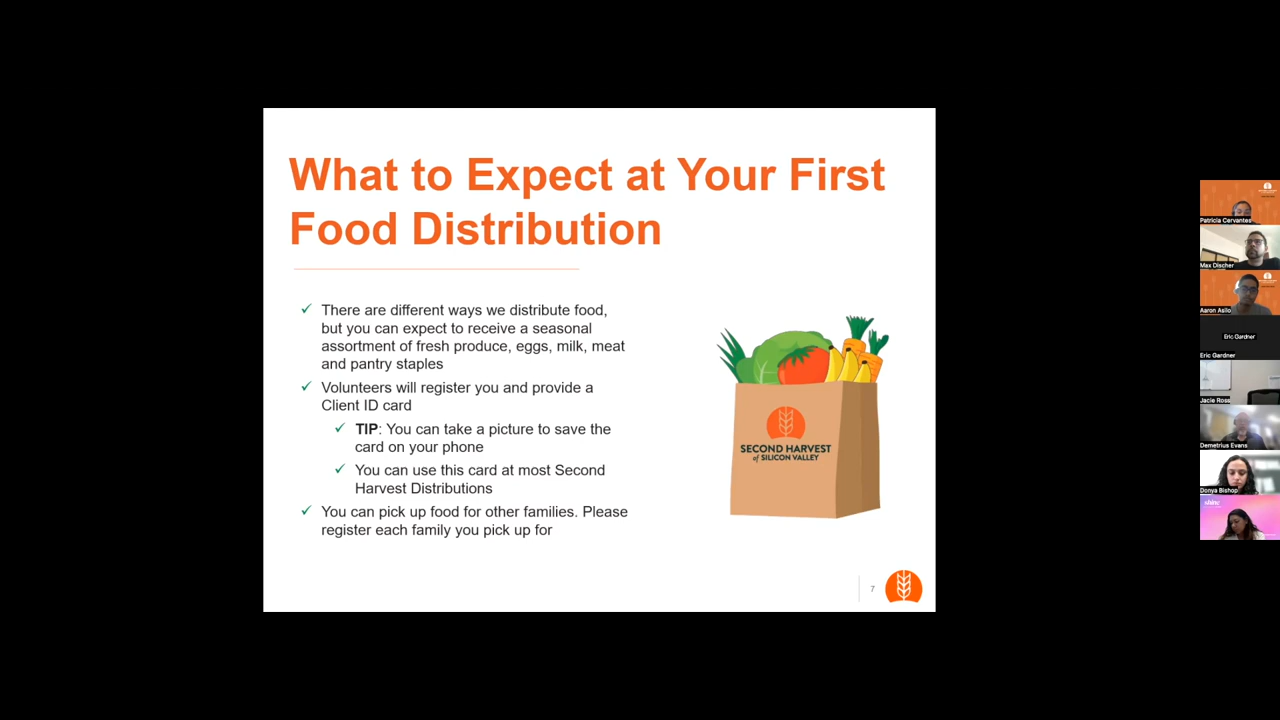 What to Expect at Your First
Food Distribution
There are different ways we distribute food,
but you can expect to receive a seasonal
assortment of fresh produce, eggs, milk, meat
and pantry staples
Volunteers will register you and provide a
Client ID card
TIP: You can take a picture to save the
card on your phone
You can use this card at most Second
Harvest Distributions
You can pick up food for other families. Please
register each family you pick up for
SECOND HARVEST
of SILICON VALLEY
7
Patricia Cervantes
Max Discher
Aaron Asilo
Eric Gardner
Eric Gardner
Jacie Ross
Demetrius Evans
Donya Bishop
shine